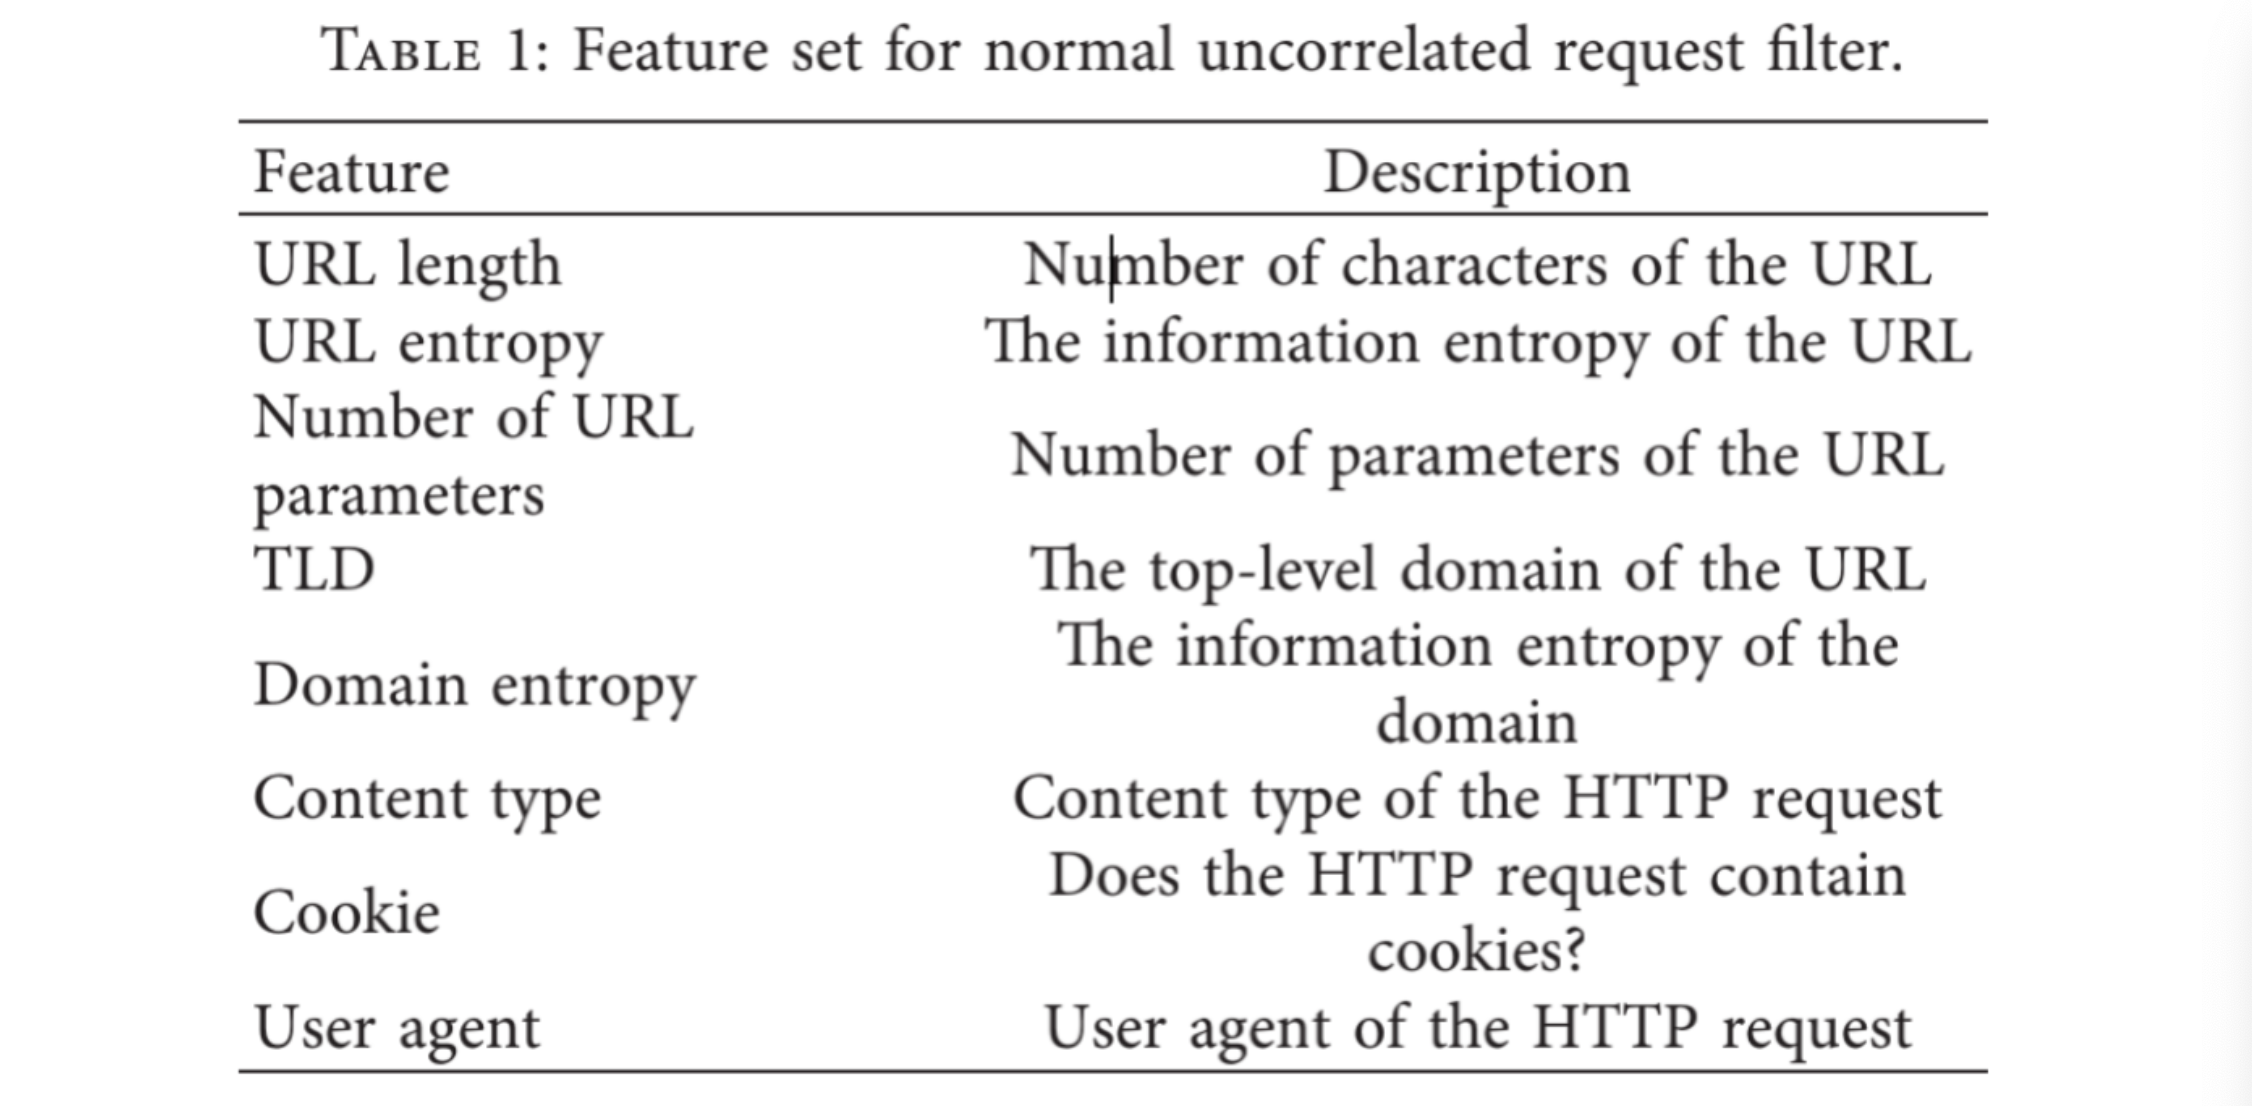 TABLE 1: Feature set for normal uncorrelated request filter.
Feature Description
URL length Number of characters of the URL
URL entropy The information entropy of the URL
Number of URL
parameters
Number of parameters of the URL
TLD The top-level domain of the URL
Domain entropy
The information entropy of the
domain
Content type Content type of the HTTP request
Cookie
Does the HTTP request contain
cookies?
User agent User agent of the HTTP request